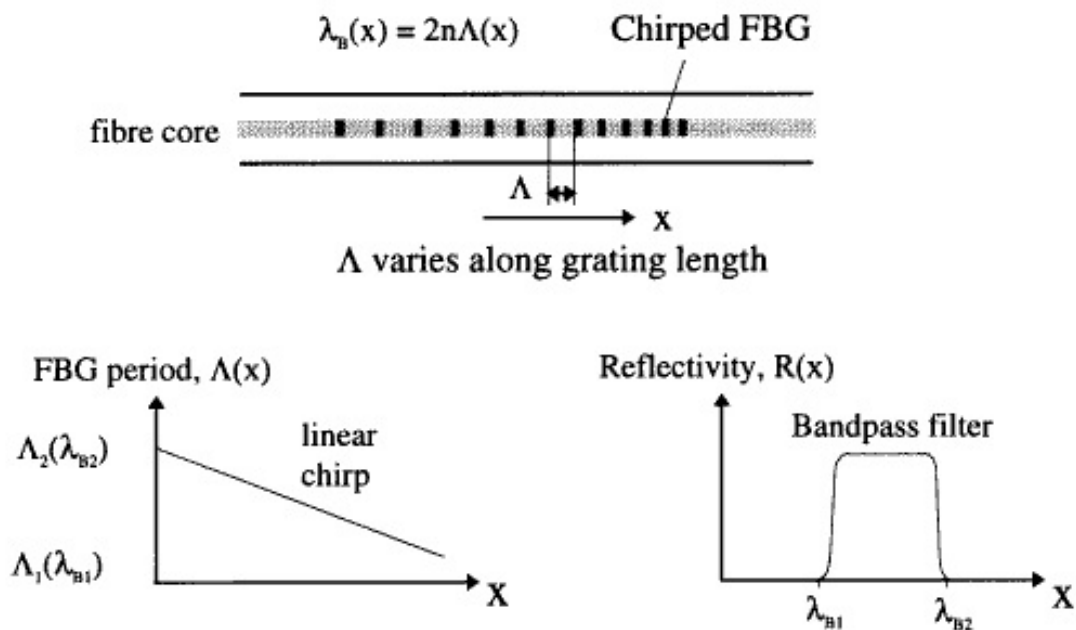 λB(x) = 2nΛ(x)
Chirped FBG
fibre core
Λ
x
Λ varies along grating length
FBG period, Λ(x)
Λ2(λB2)
linear
chirp
Λ1(λB1)
X
Reflectivity, R(x)
Bandpass filter
λB1
λB2
X